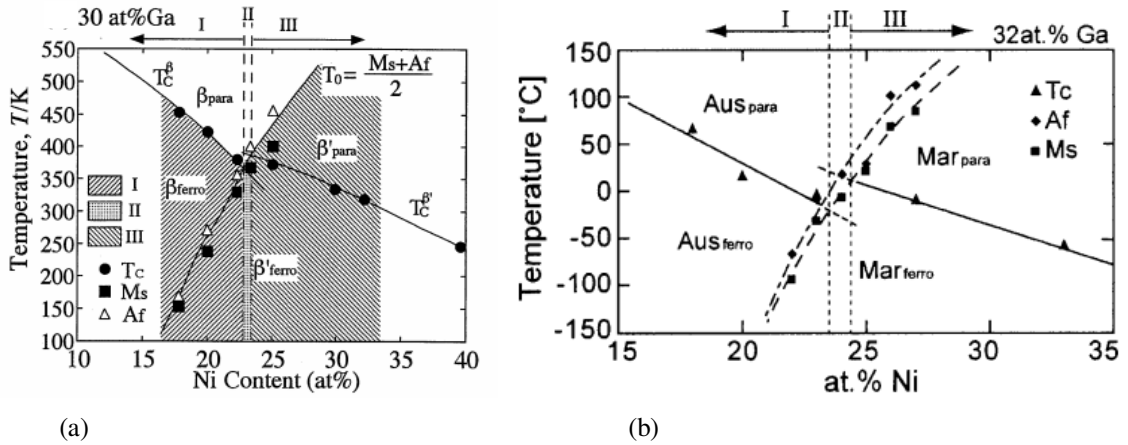 30 at%Ga
I
II
III
Temperature, T/K
550
500
450
400
350
300
250
200
150
100
T_C^β
β_para
T_0 = (Ms+Af)/2
β'_para
β_ferro
I
II
III
T_C^β'
β'_ferro
Tc
Ms
Af
10
15
20
25
30
35
40
Ni Content (at%)
(a)
I
II
III
32at.% Ga
Temperature [°C]
100
50
0
-50
-100
-150
Aus_para
Tc
Af
Ms
Mar_para
Aus_ferro
Mar_ferro
15
20
25
30
35
at.% Ni
(b)